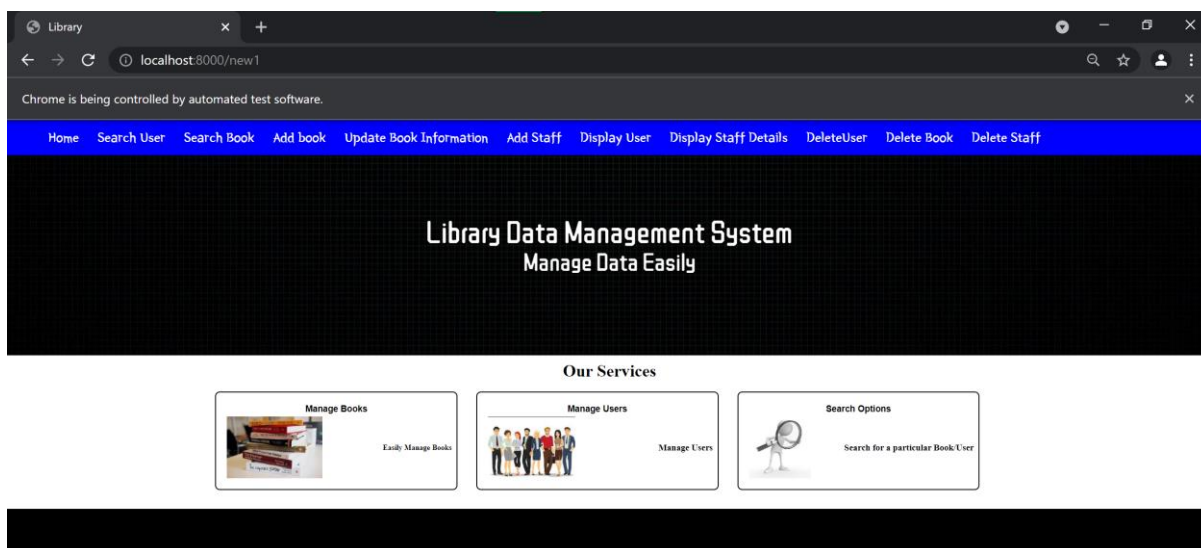 Library
localhost:8000/new1
Chrome is being controlled by automated test software.
Home Search User Search Book Add book Update Book Information Add Staff Display User Display Staff Details DeleteUser Delete Book Delete Staff
Library Data Management System
Manage Data Easily
Our Services
Manage Books
Easily Manage Books
Manage Users
Manage Users
Search Options
Search for a particular Book/User